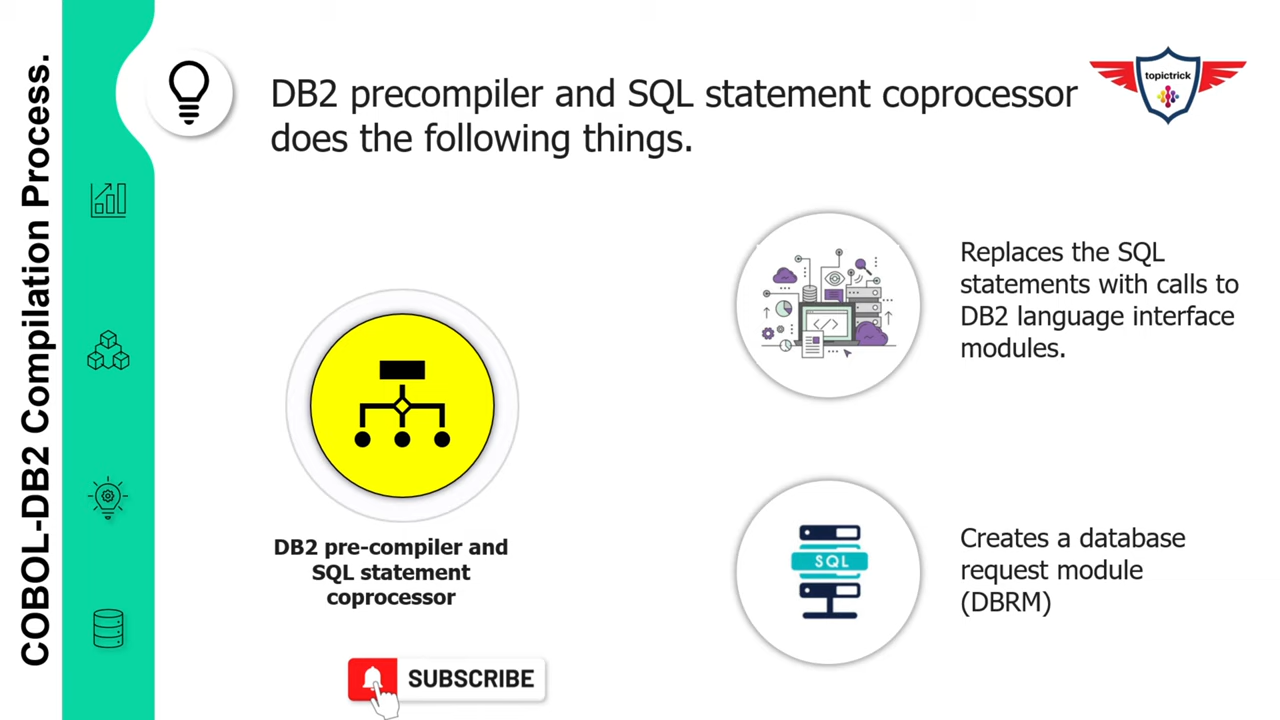 COBOL-DB2 Compilation Process.
DB2 precompiler and SQL statement coprocessor
does the following things.
topictrick
Replaces the SQL
statements with calls to
DB2 language interface
modules.
DB2 pre-compiler and
SQL statement
coprocessor
SQL
Creates a database
request module
(DBRM)
SUBSCRIBE